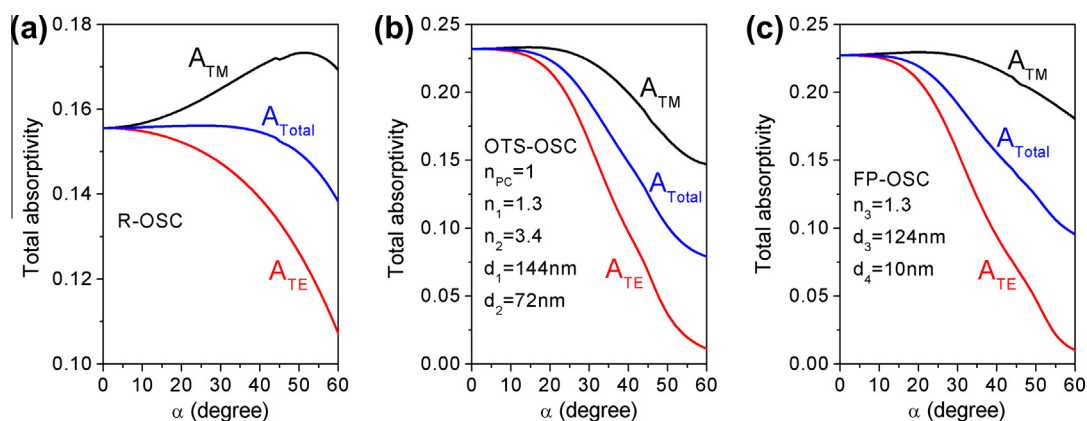 (a)
Total absorptivity
0.18
0.16
0.14
0.12
0.10
A_TM
A_Total
R-OSC
A_TE
0 10 20 30 40 50 60
α (degree)
(b)
Total absorptivity
0.25
0.20
0.15
0.10
0.05
0.00
A_TM
OTS-OSC
n_PC=1
n_1=1.3
n_2=3.4
d_1=144nm
d_2=72nm
A_Total
A_TE
0 10 20 30 40 50 60
α (degree)
(c)
Total absorptivity
0.25
0.20
0.15
0.10
0.05
0.00
A_TM
A_Total
FP-OSC
n_3=1.3
d_3=124nm
d_4=10nm
A_TE
0 10 20 30 40 50 60
α (degree)